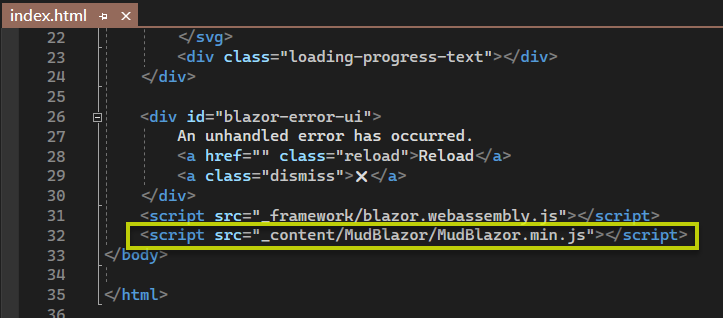 index.html
22 </svg>
23 <div class="loading-progress-text"></div>
24 </div>
25
26 <div id="blazor-error-ui">
27 An unhandled error has occurred.
28 <a href="" class="reload">Reload</a>
29 <a class="dismiss">🗙</a>
30 </div>
31 <script src="_framework/blazor.webassembly.js"></script>
32 <script src="_content/MudBlazor/MudBlazor.min.js"></script>
33 </body>
34
35 </html>
36